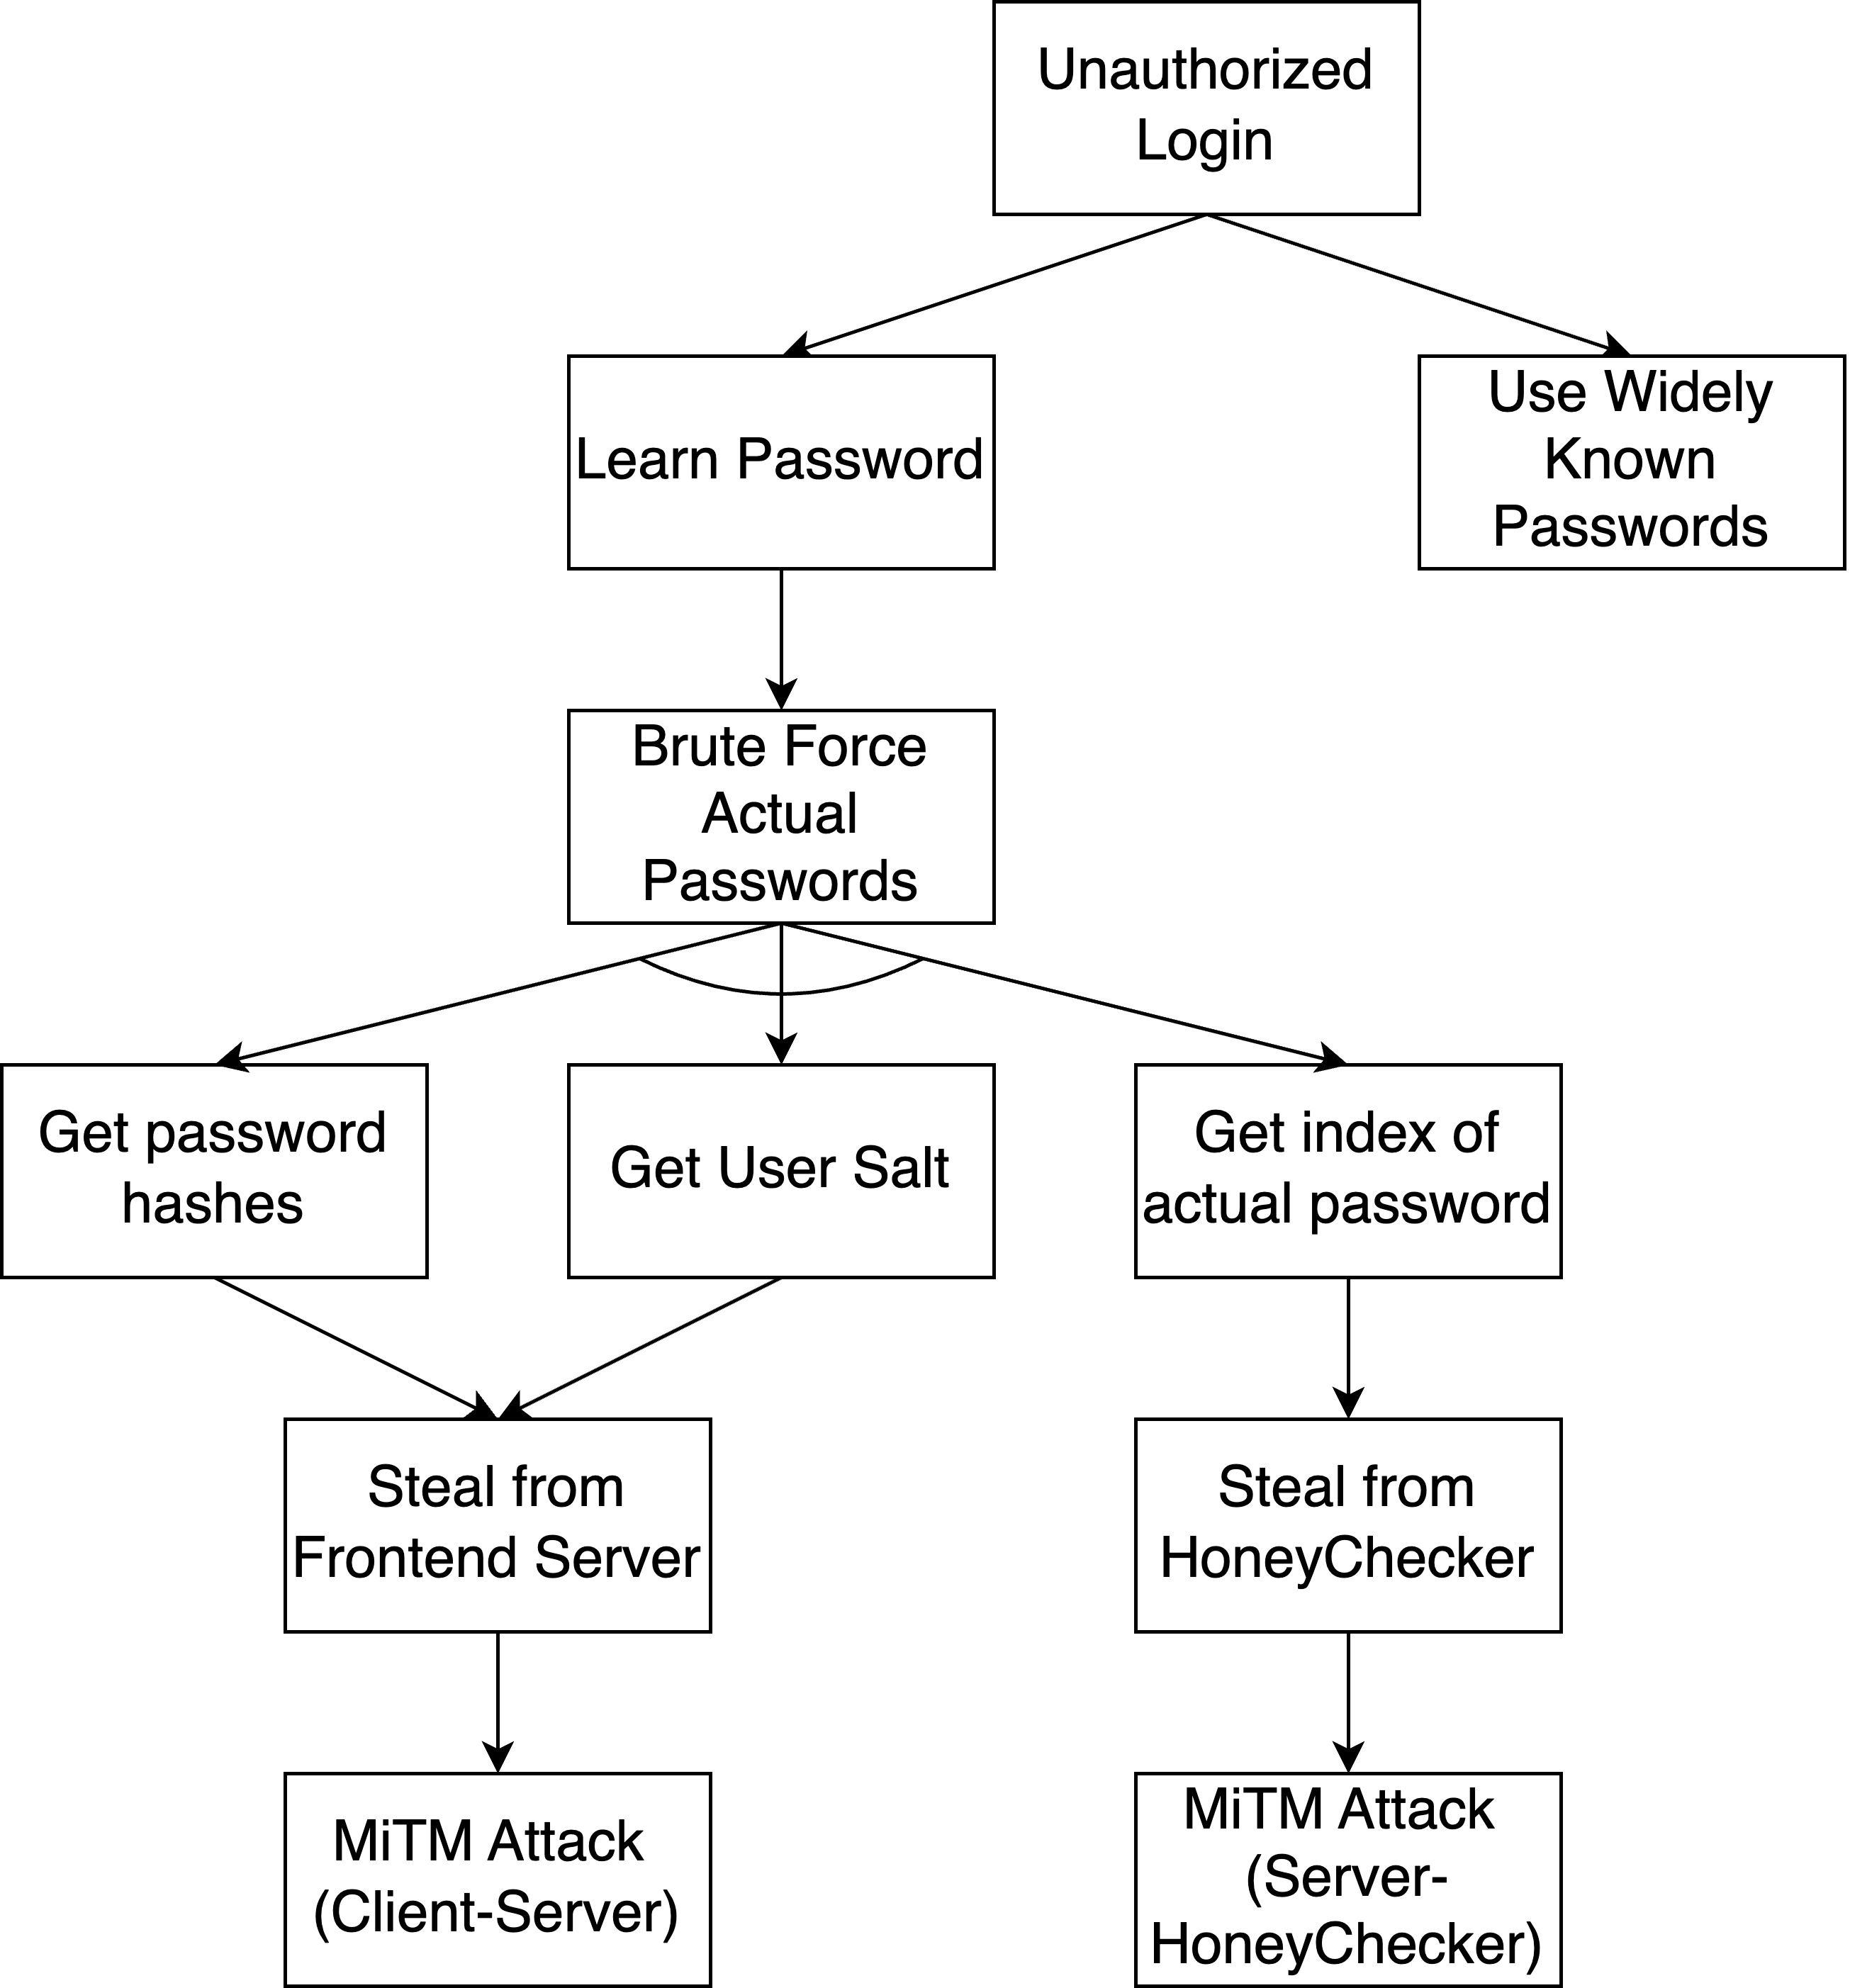 Unauthorized
Login
Learn Password
Use Widely
Known
Passwords
Brute Force
Actual
Passwords
Get password
hashes
Get User Salt
Get index of
actual password
Steal from
Frontend Server
Steal from
HoneyChecker
MiTM Attack
(Client-Server)
MiTM Attack
(Server-
HoneyChecker)